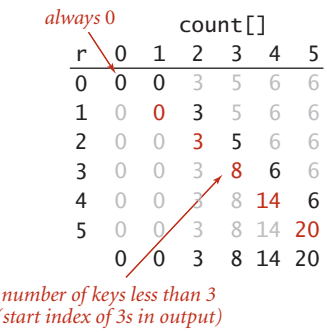 always 0
count[]
r 0 1 2 3 4 5
0 0 0 3 5 6 6
1 0 0 3 5 6 6
2 0 0 3 5 6 6
3 0 0 3 8 6 6
4 0 0 3 8 14 6
5 0 0 3 8 14 20
0 0 3 8 14 20
number of keys less than 3
(start index of 3s in output)